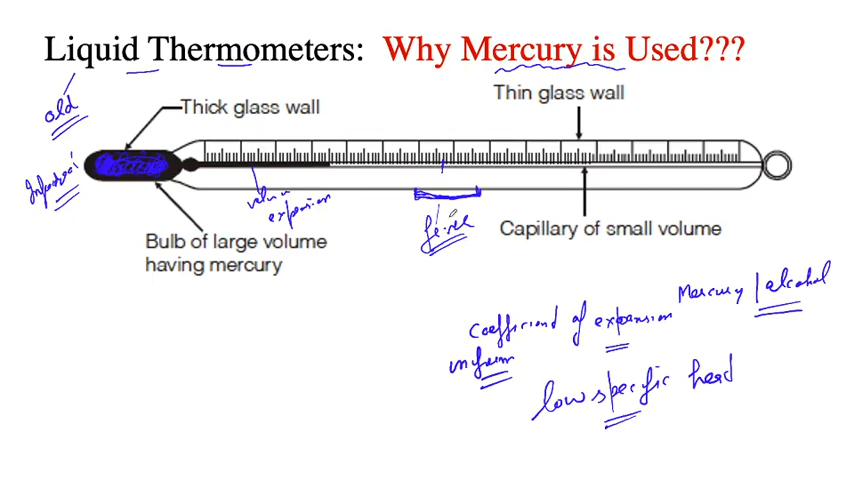 Liquid Thermometers: Why Mercury is Used???
old
Thick glass wall
Thin glass wall
expansion
fever
Bulb of large volume
having mercury
Capillary of small volume
Mercury / alcohol
Coefficient of expansion
uniform
low specific heat